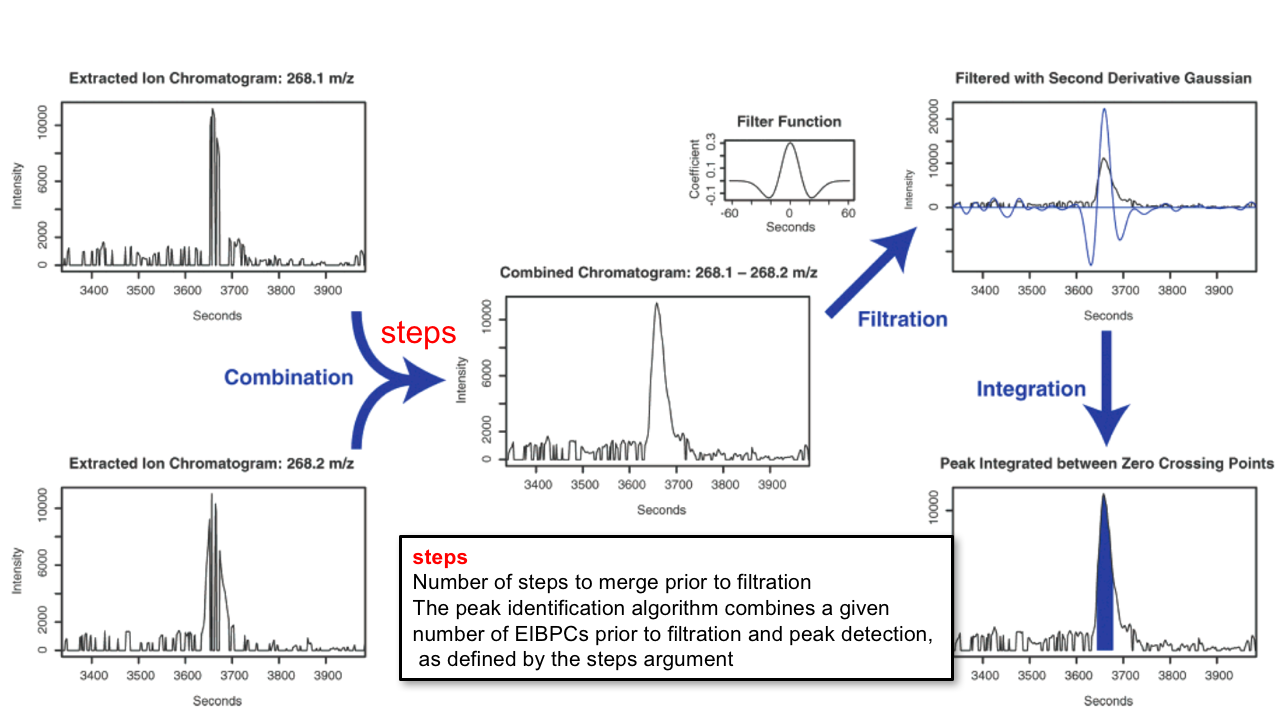 Extracted Ion Chromatogram: 268.1 m/z
Intensity
0 2000 6000 10000
3400 3500 3600 3700 3800 3900
Seconds
Extracted Ion Chromatogram: 268.2 m/z
Intensity
0 2000 6000 10000
3400 3500 3600 3700 3800 3900
Seconds
Combination
steps
Combined Chromatogram: 268.1 – 268.2 m/z
Intensity
0 2000 6000 10000
3400 3500 3600 3700 3800 3900
Seconds
Filter Function
Coefficient
-0.1 0.1 0.3
-60 0 60
Seconds
Filtration
Filtered with Second Derivative Gaussian
Intensity
0 10000 20000
3400 3500 3600 3700 3800 3900
Seconds
Integration
Peak Integrated between Zero Crossing Points
10000
3400 3500 3600 3700 3800 3900
Seconds
steps
Number of steps to merge prior to filtration
The peak identification algorithm combines a given
number of EIBPCs prior to filtration and peak detection,
as defined by the steps argument